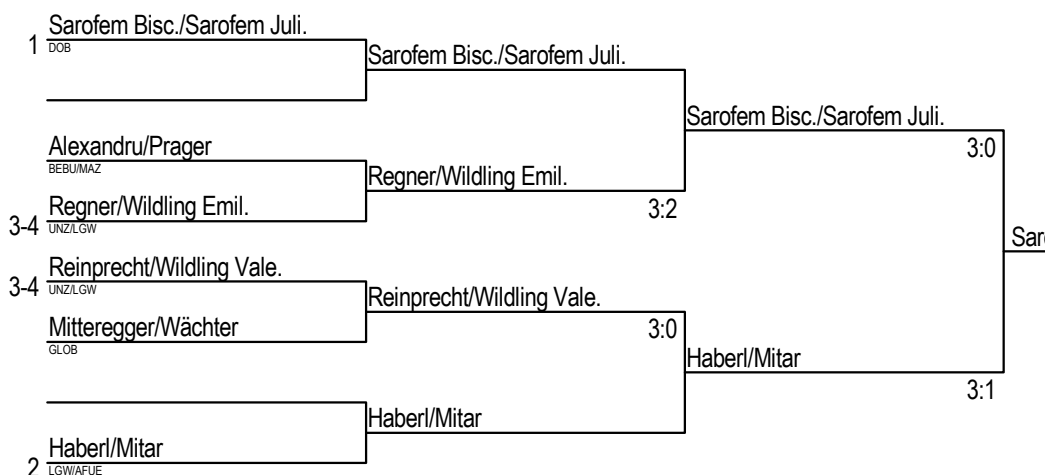 Sarofem Bisc./Sarofem Juli.
1
DOB
Sarofem Bisc./Sarofem Juli.
Sarofem Bisc./Sarofem Juli.
3:0
Alexandru/Prager
BEBU/MAZ
Regner/Wildling Emil.
3:2
Regner/Wildling Emil.
3-4
UNZ/LGW
Reinprecht/Wildling Vale.
3-4
UNZ/LGW
Reinprecht/Wildling Vale.
3:0
Mitteregger/Wächter
GLOB
Haberl/Mitar
3:1
Haberl/Mitar
Haberl/Mitar
2
LGW/AFUE